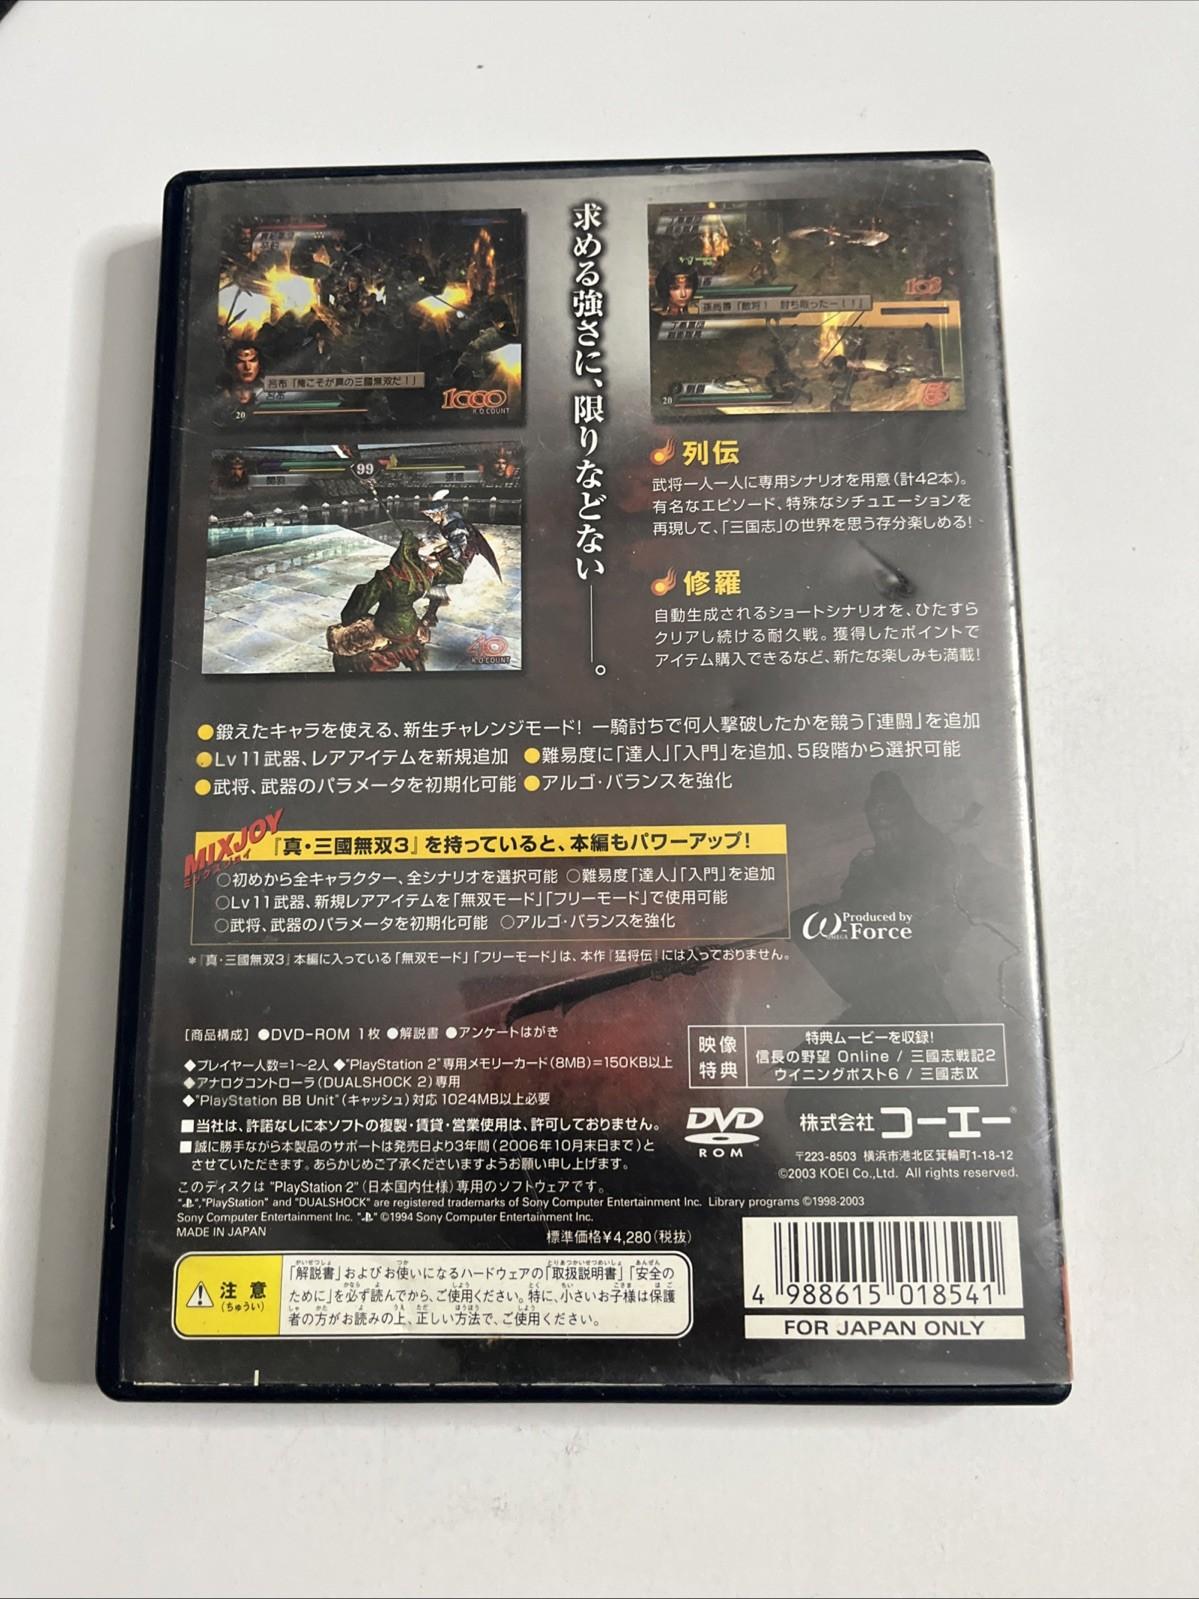 求める強さに、限りなどない――。
呂布「俺こそが真の三國無双だ！」
呂布
20
1000
K.O.COUNT
孫尚香「敵将！ 討ち取ったー！！」
103
20
99
関羽
40
K.O.COUNT
列伝
武将一人一人に専用シナリオを用意(計42本)。
有名なエピソード、特殊なシチュエーションを
再現して、「三国志」の世界を思う存分楽しめる！
修羅
自動生成されるショートシナリオを、ひたすら
クリアし続ける耐久戦。獲得したポイントで
アイテム購入できるなど、新たな楽しみも満載！
●鍛えたキャラを使える、新生チャレンジモード！ 一騎討ちで何人撃破したかを競う「連闘」を追加
●Lv11武器、レアアイテムを新規追加 ●難易度に「達人」「入門」を追加、5段階から選択可能
●武将、武器のパラメータを初期化可能 ●アルゴ・バランスを強化
MIXJOY
ミックスジョイ
『真・三國無双3』を持っていると、本編もパワーアップ！
○初めから全キャラクター、全シナリオを選択可能 ○難易度「達人」「入門」を追加
○Lv11武器、新規レアアイテムを「無双モード」「フリーモード」で使用可能
○武将、武器のパラメータを初期化可能 ○アルゴ・バランスを強化
＊『真・三國無双3』本編に入っている「無双モード」「フリーモード」は、本作『猛将伝』には入っておりません。
Produced by
ω-Force
OMEGA
[商品構成] ●DVD-ROM 1枚 ●解説書 ●アンケートはがき
◆プレイヤー人数=1～2人 ◆"PlayStation 2"専用メモリーカード(8MB)=150KB以上
◆アナログコントローラ(DUALSHOCK 2)専用
◆"PlayStation BB Unit"(キャッシュ)対応 1024MB以上必要
映像特典
特典ムービーを収録！
信長の野望 Online / 三國志戦記2
ウイニングポスト6 / 三國志Ⅸ
■当社は、許諾なしに本ソフトの複製・賃貸・営業使用は、許可しておりません。
■誠に勝手ながら本製品のサポートは発売日より3年間(2006年10月末日まで)と
させていただきます。あらかじめご了承くださいますようお願い申し上げます。
DVD
ROM
株式会社 コーエー®
〒223-8503 横浜市港北区箕輪町1-18-12
©2003 KOEI Co.,Ltd. All rights reserved.
このディスクは "PlayStation 2"(日本国内仕様)専用のソフトウェアです。
" ","PlayStation" and "DUALSHOCK" are registered trademarks of Sony Computer Entertainment Inc. Library programs ©1998-2003
Sony Computer Entertainment Inc. " " ©1994 Sony Computer Entertainment Inc.
MADE IN JAPAN
標準価格¥4,280(税抜)
注意
(ちゅうい)
「解説書」およびお使いになるハードウェアの「取扱説明書」「安全の
ために」を必ず読んでから、ご使用ください。特に、小さいお子様は保護
者の方がお読みの上、正しい方法で、ご使用ください。
4 988615 018541
FOR JAPAN ONLY